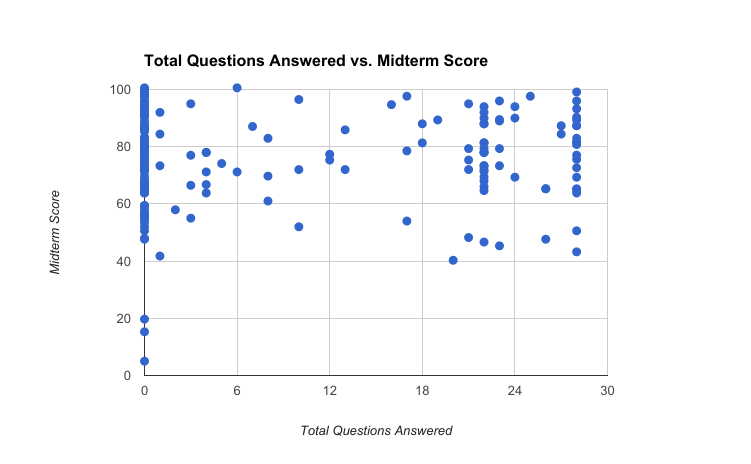 Total Questions Answered vs. Midterm Score
100
80
60
40
20
0
Midterm Score
0 6 12 18 24 30
Total Questions Answered